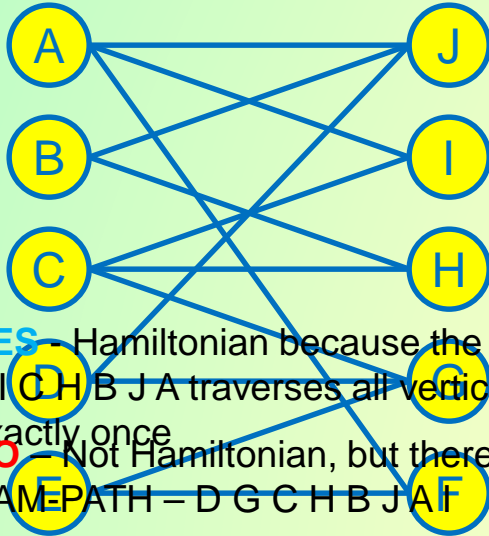 A J
B I
C H
D G
E F
ES - Hamiltonian because the
I C H B J A traverses all vertic
xactly once
O – Not Hamiltonian, but there
AM-PATH – D G C H B J A I